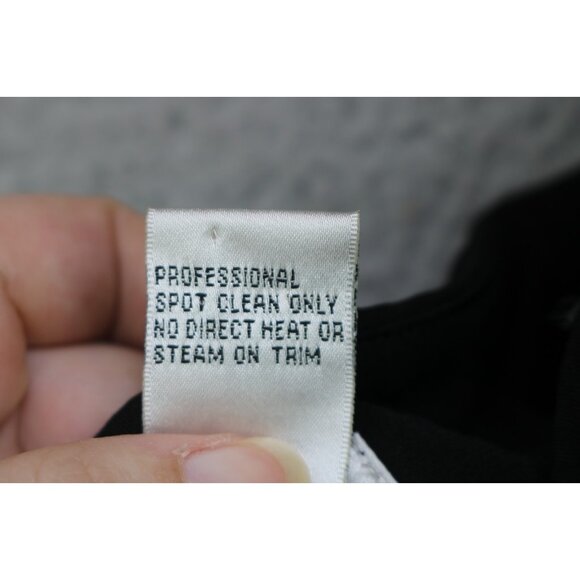 PROFESSIONAL
SPOT CLEAN ONLY
NO DIRECT HEAT OR
STEAM ON TRIM